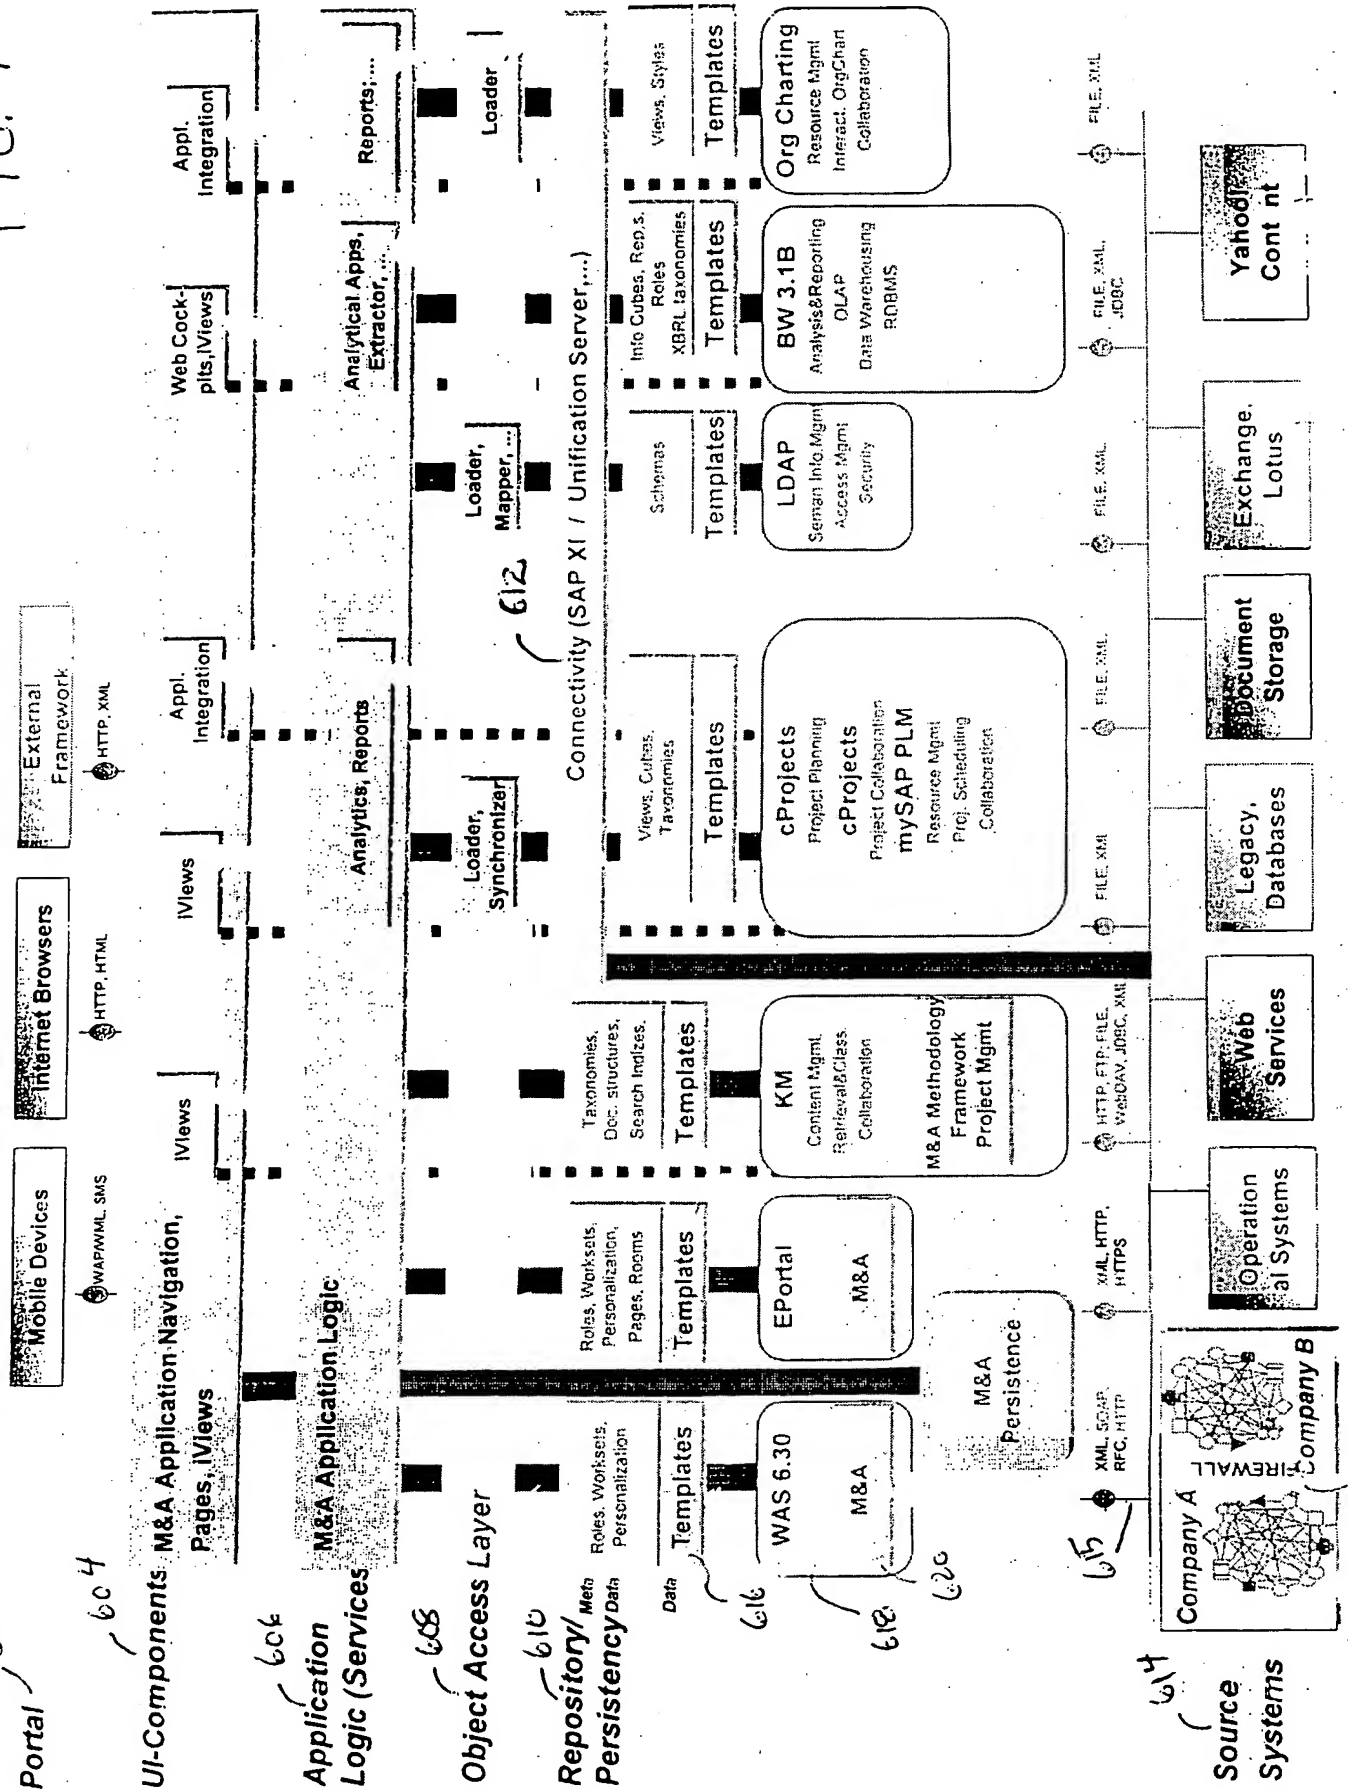 Portal
Mobile Devices
Internet Browsers
External
Framework
WAP/WML, SMS
HTTP, HTML
HTTP, XML
604
UI-Components
M&A Application Navigation,
Pages, iViews
iViews
iViews
Appl.
Integration
Web Cock-
pits, iViews
Appl.
Integration
606
Application
Logic (Services
M&A Application Logic
Analytics, Reports
Analytical Apps,
Extractor, ...
Reports, ...
608
Object Access Layer
Loader,
Synchronizer
Loader,
Mapper, ...
Loader
612
Connectivity (SAP XI / Unification Server,...)
610
Repository/
Persistency
Meta
Data
Roles, Worksets,
Personalization
Roles, Worksets,
Personalization,
Pages, Rooms
Taxonomies,
Doc. structures,
Search Indizes.
Views, Cubes,
Taxonomies
Schemas
Info Cubes, Rep.s,
Roles
XBRL taxonomies
Views, Styles
Data
Templates
Templates
Templates
Templates
Templates
Templates
Templates
616
WAS 6.30
M&A
EPortal
M&A
KM
Content Mgmt
Retrieval&Class.
Collaboration
M&A Methodology
Framework
Project Mgmt
cProjects
Project Planning
cProjects
Project Collaboration
mySAP PLM
Resource Mgmt
Proj. Scheduling
Collaboration
LDAP
Seman Info.Mgmt
Access Mgmt
Security
BW 3.1B
Analysis&Reporting
OLAP
Data Warehousing
RDBMS
Org Charting
Resource Mgmt
Interact. OrgChart
Collaboration
618
620
M&A
Persistence
615
XML, SOAP
RFC, HTTP
XML, HTTP,
HTTPS
HTTP, FTP, FILE,
WebDAV, JDBC, XML
FILE, XML
FILE, XML
FILE, XML,
FILE, XML,
JDBC
FILE, XML
614
Source
Systems
Company A
FIREWALL
Company B
Operation
al Systems
Web
Services
Legacy,
Databases
Document
Storage
Exchange,
Lotus
Yahoo!
Cont nt